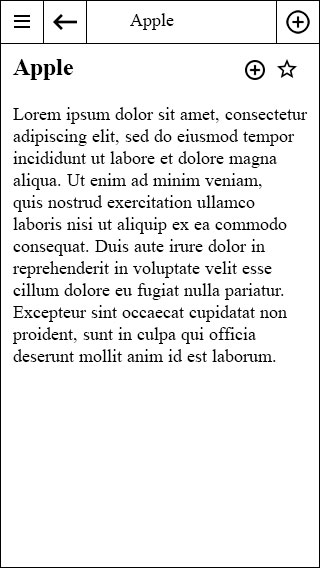 Apple
Apple
Lorem ipsum dolor sit amet, consectetur
adipiscing elit, sed do eiusmod tempor
incididunt ut labore et dolore magna
aliqua. Ut enim ad minim veniam,
quis nostrud exercitation ullamco
laboris nisi ut aliquip ex ea commodo
consequat. Duis aute irure dolor in
reprehenderit in voluptate velit esse
cillum dolore eu fugiat nulla pariatur.
Excepteur sint occaecat cupidatat non
proident, sunt in culpa qui officia
deserunt mollit anim id est laborum.